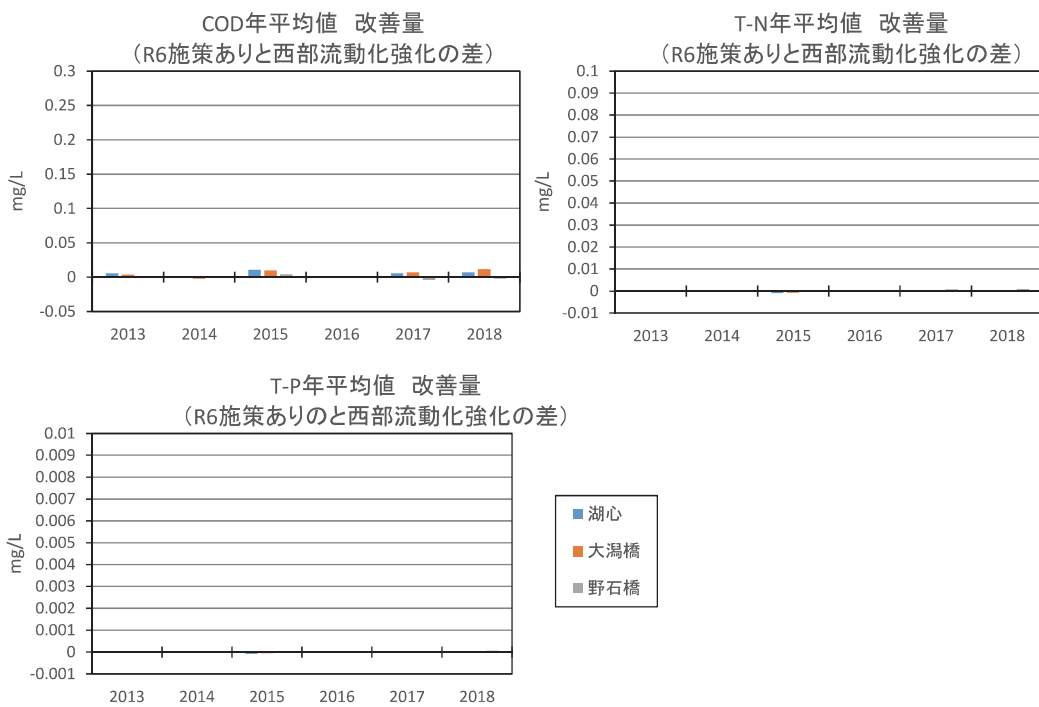 COD年平均値 改善量
(R6施策ありと西部流動化強化の差)
0.3
0.25
0.2
0.15
0.1
0.05
0
-0.05
mg/L
2013 2014 2015 2016 2017 2018
T-N年平均値 改善量
(R6施策ありと西部流動化強化の差)
0.1
0.09
0.08
0.07
0.06
0.05
0.04
0.03
0.02
0.01
0
-0.01
mg/L
2013 2014 2015 2016 2017 2018
T-P年平均値 改善量
(R6施策ありのと西部流動化強化の差)
0.01
0.009
0.008
0.007
0.006
0.005
0.004
0.003
0.002
0.001
0
-0.001
mg/L
2013 2014 2015 2016 2017 2018
湖心
大潟橋
野石橋